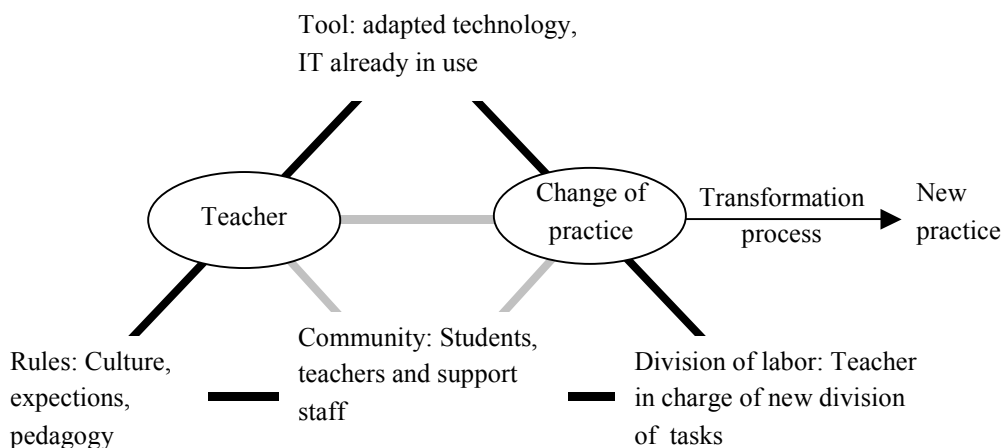 Tool: adapted technology,
IT already in use
Teacher
Change of
practice
Transformation
process
New
practice
Rules: Culture,
expections,
pedagogy
Community: Students,
teachers and support
staff
Division of labor: Teacher
in charge of new division
of tasks